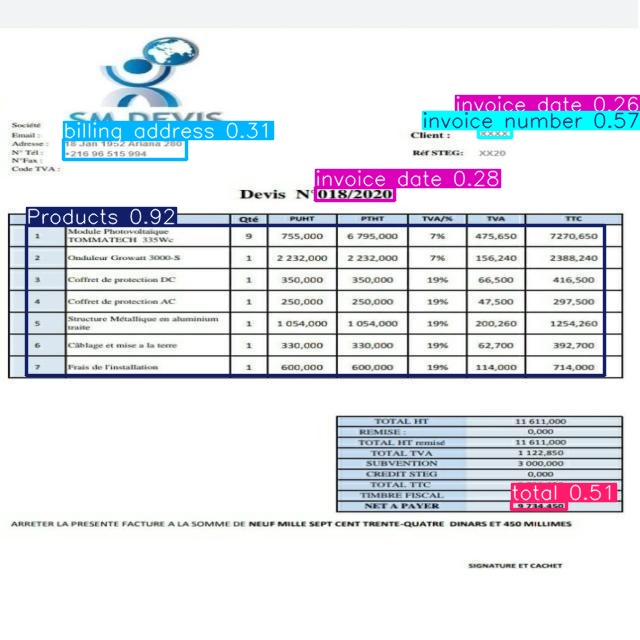 SM DEVIS
invoice date 0.26
invoice number 0.57
Société
Email :
billing address 0.31
Client : XXXX
Adresse : 18 Jan 1952 Ariana 280
N° Tél : +216 96 515 994
Réf STEG: XX20
N°Fax :
Code TVA :
invoice date 0.28
Devis N°018/2020
Products 0.92
Qté PUHT PTHT TVA/% TVA TTC
1 Module Photovoltaique TOMMATECH 335Wc 9 755,000 6 795,000 7% 475,650 7270,650
2 Onduleur Growatt 3000-S 1 2 232,000 2 232,000 7% 156,240 2388,240
3 Coffret de protection DC 1 350,000 350,000 19% 66,500 416,500
4 Coffret de protection AC 1 250,000 250,000 19% 47,500 297,500
5 Structure Métallique en aluminium traite 1 1 054,000 1 054,000 19% 200,260 1254,260
6 Câblage et mise a la terre 1 330,000 330,000 19% 62,700 392,700
7 Frais de l'installation 1 600,000 600,000 19% 114,000 714,000
TOTAL HT 11 611,000
REMISE : 0,000
TOTAL HT remisé 11 611,000
TOTAL TVA 1 122,850
SUBVENTION 3 000,000
CREDIT STEG 0,000
TOTAL TTC
TIMBRE FISCAL
total 0.51
NET A PAYER 9 734,450
ARRETER LA PRESENTE FACTURE A LA SOMME DE NEUF MILLE SEPT CENT TRENTE-QUATRE DINARS ET 450 MILLIMES
SIGNATURE ET CACHET